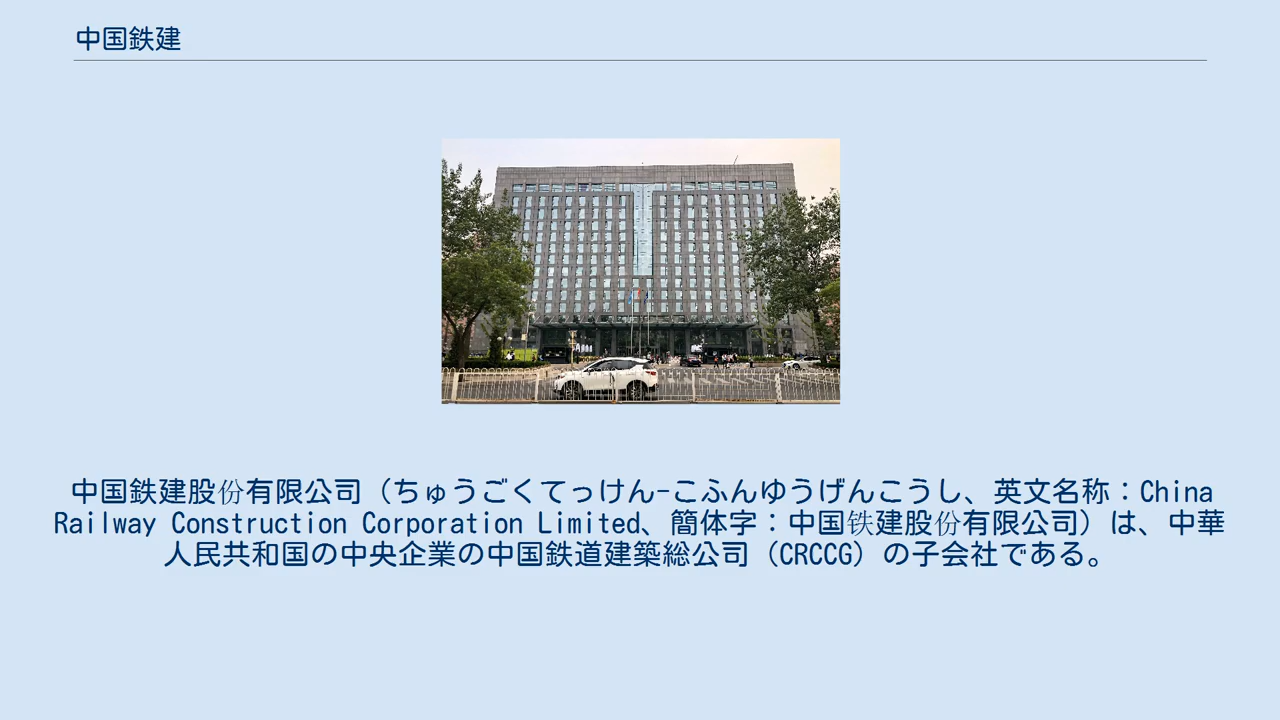 中国鉄建
中国鉄建股份有限公司（ちゅうごくてっけん-こふんゆうげんこうし、英文名称：China
Railway Construction Corporation Limited、簡体字：中国铁建股份有限公司）は、中華
人民共和国の中央企業の中国鉄道建築総公司（CRCCG）の子会社である。